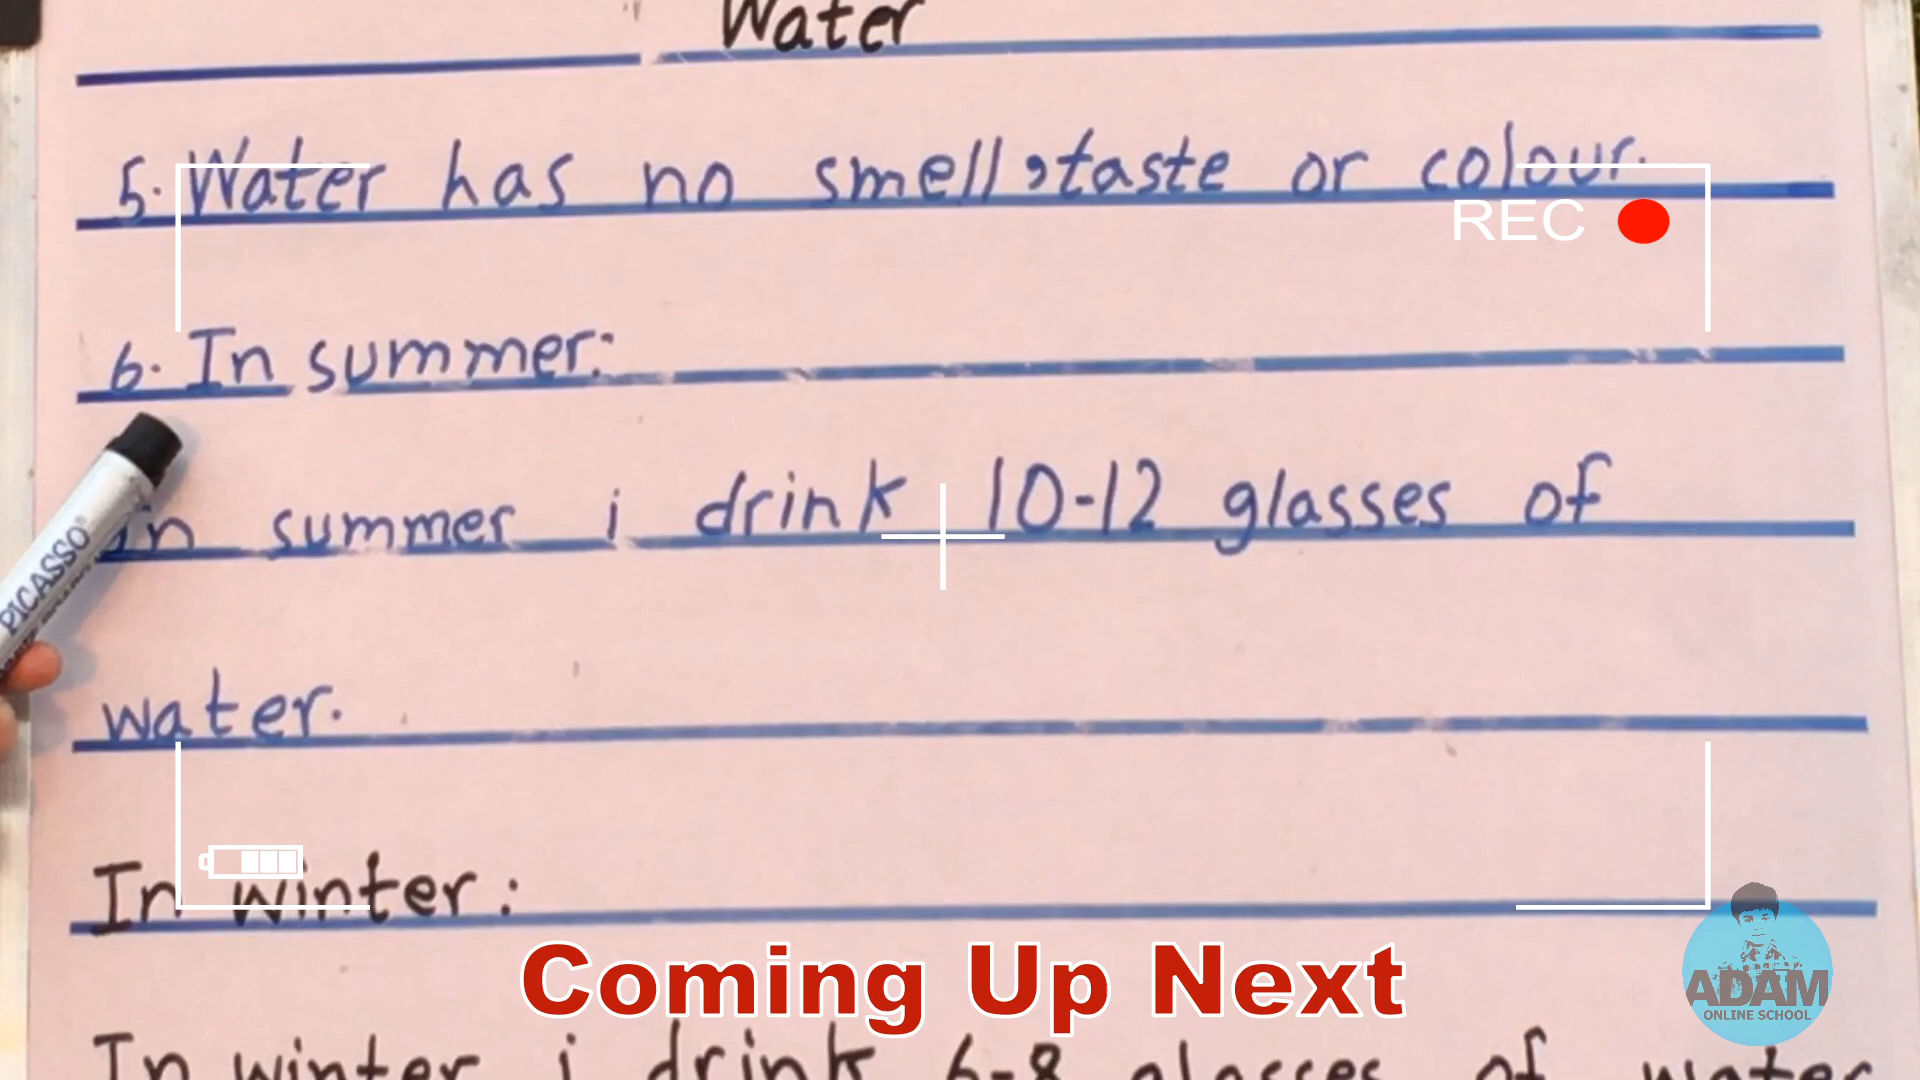 Water
5. Water has no smell, taste or colour.
REC
6. In summer:
In summer i drink 10-12 glasses of
PICASSO
water.
In winter:
Coming Up Next
ADAM
ONLINE SCHOOL
In winter i drink 6-8 glasses of water